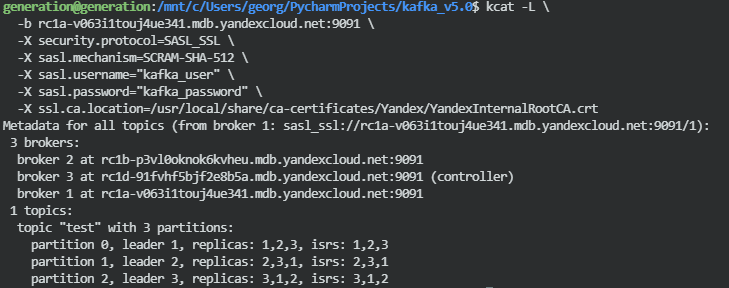 generation@generation:/mnt/c/Users/georg/PycharmProjects/kafka_v5.0$ kcat -L \
-b rc1a-v063i1touj4ue341.mdb.yandexcloud.net:9091 \
-X security.protocol=SASL_SSL \
-X sasl.mechanism=SCRAM-SHA-512 \
-X sasl.username="kafka_user" \
-X sasl.password="kafka_password" \
-X ssl.ca.location=/usr/local/share/ca-certificates/Yandex/YandexInternalRootCA.crt
Metadata for all topics (from broker 1: sasl_ssl://rc1a-v063i1touj4ue341.mdb.yandexcloud.net:9091/1):
3 brokers:
broker 2 at rc1b-p3vl0oknok6kvheu.mdb.yandexcloud.net:9091
broker 3 at rc1d-91fvhf5bjf2e8b5a.mdb.yandexcloud.net:9091 (controller)
broker 1 at rc1a-v063i1touj4ue341.mdb.yandexcloud.net:9091
1 topics:
topic "test" with 3 partitions:
partition 0, leader 1, replicas: 1,2,3, isrs: 1,2,3
partition 1, leader 2, replicas: 2,3,1, isrs: 2,3,1
partition 2, leader 3, replicas: 3,1,2, isrs: 3,1,2